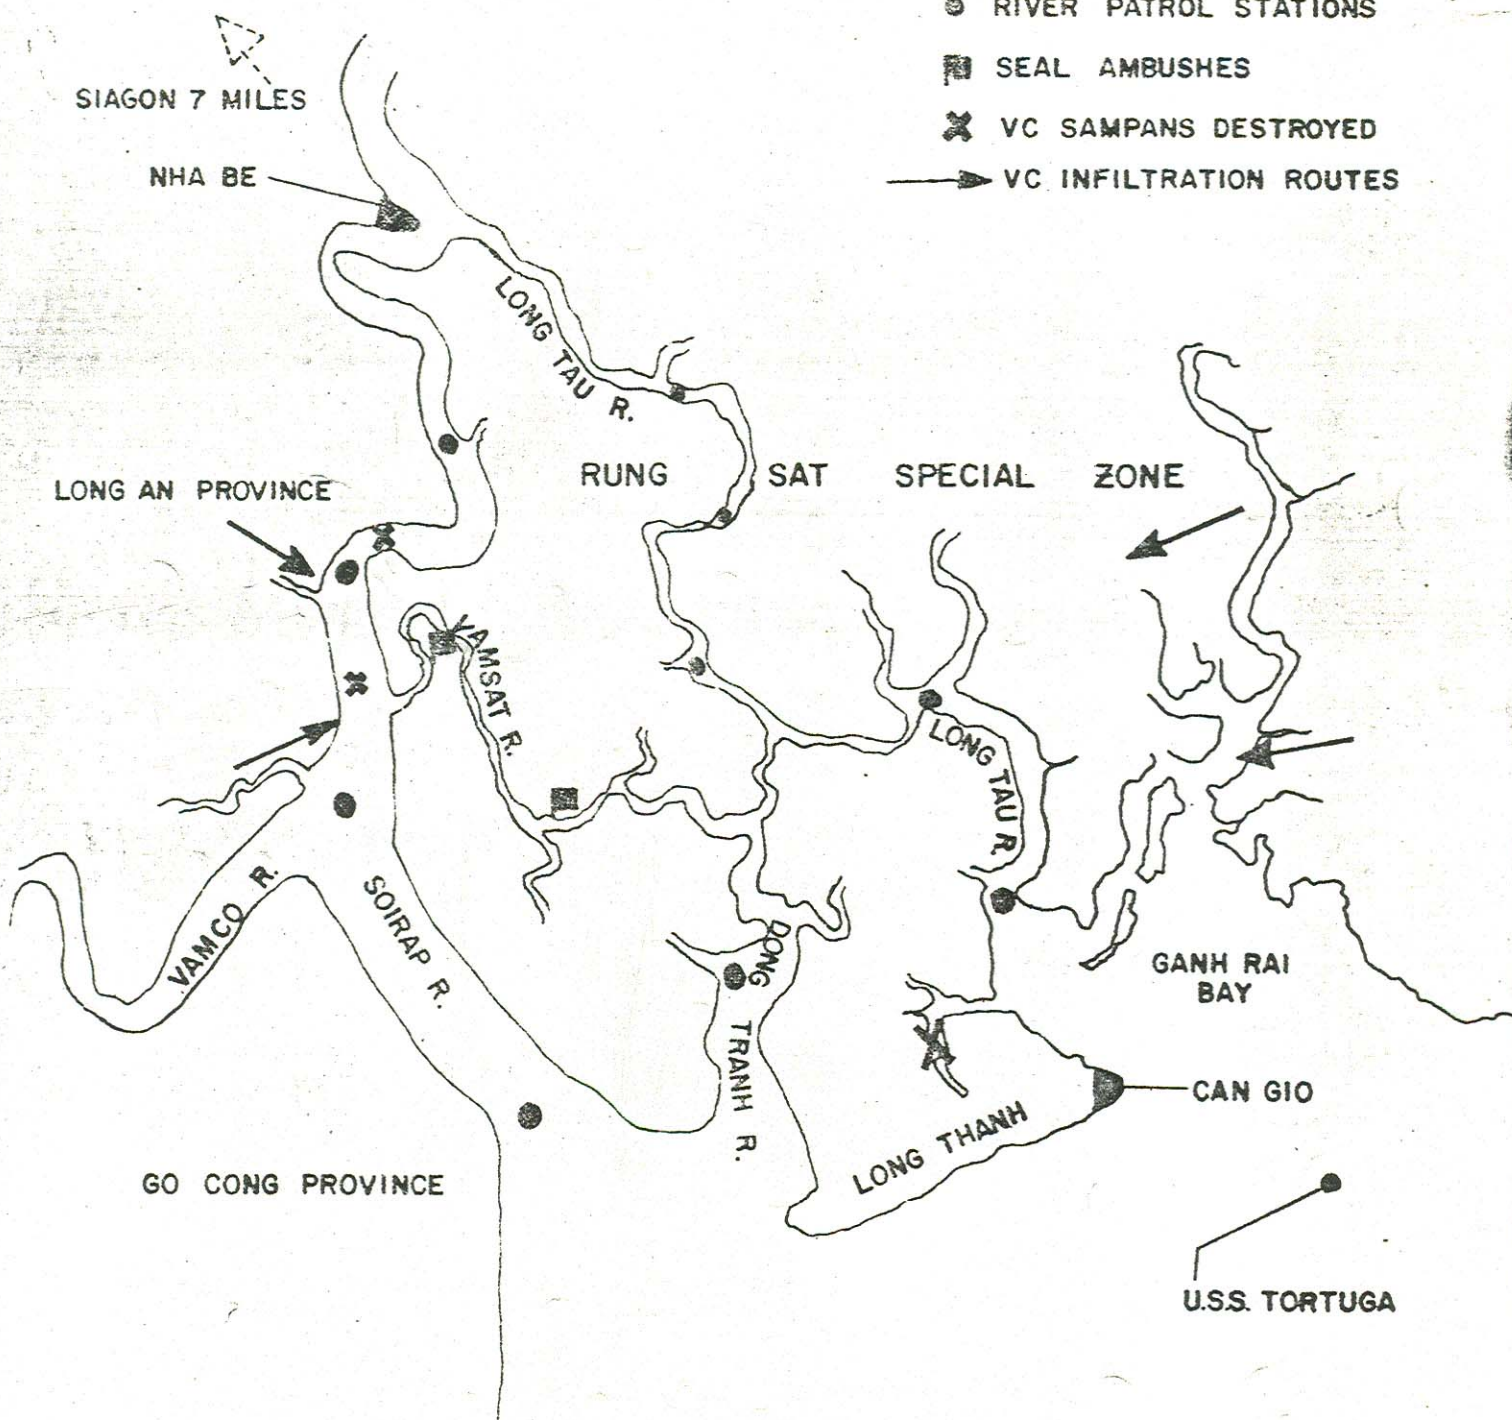 RIVER PATROL STATIONS
SEAL AMBUSHES
VC SAMPANS DESTROYED
VC INFILTRATION ROUTES
SIAGON 7 MILES
NHA BE
LONG TAU R.
RUNG SAT SPECIAL ZONE
LONG AN PROVINCE
VAMSAT R.
LONG TAU R.
VAMCO R.
SOIRAP R.
DONG TRANH R.
GANH RAI
BAY
CAN GIO
LONG THANH
GO CONG PROVINCE
U.S.S. TORTUGA